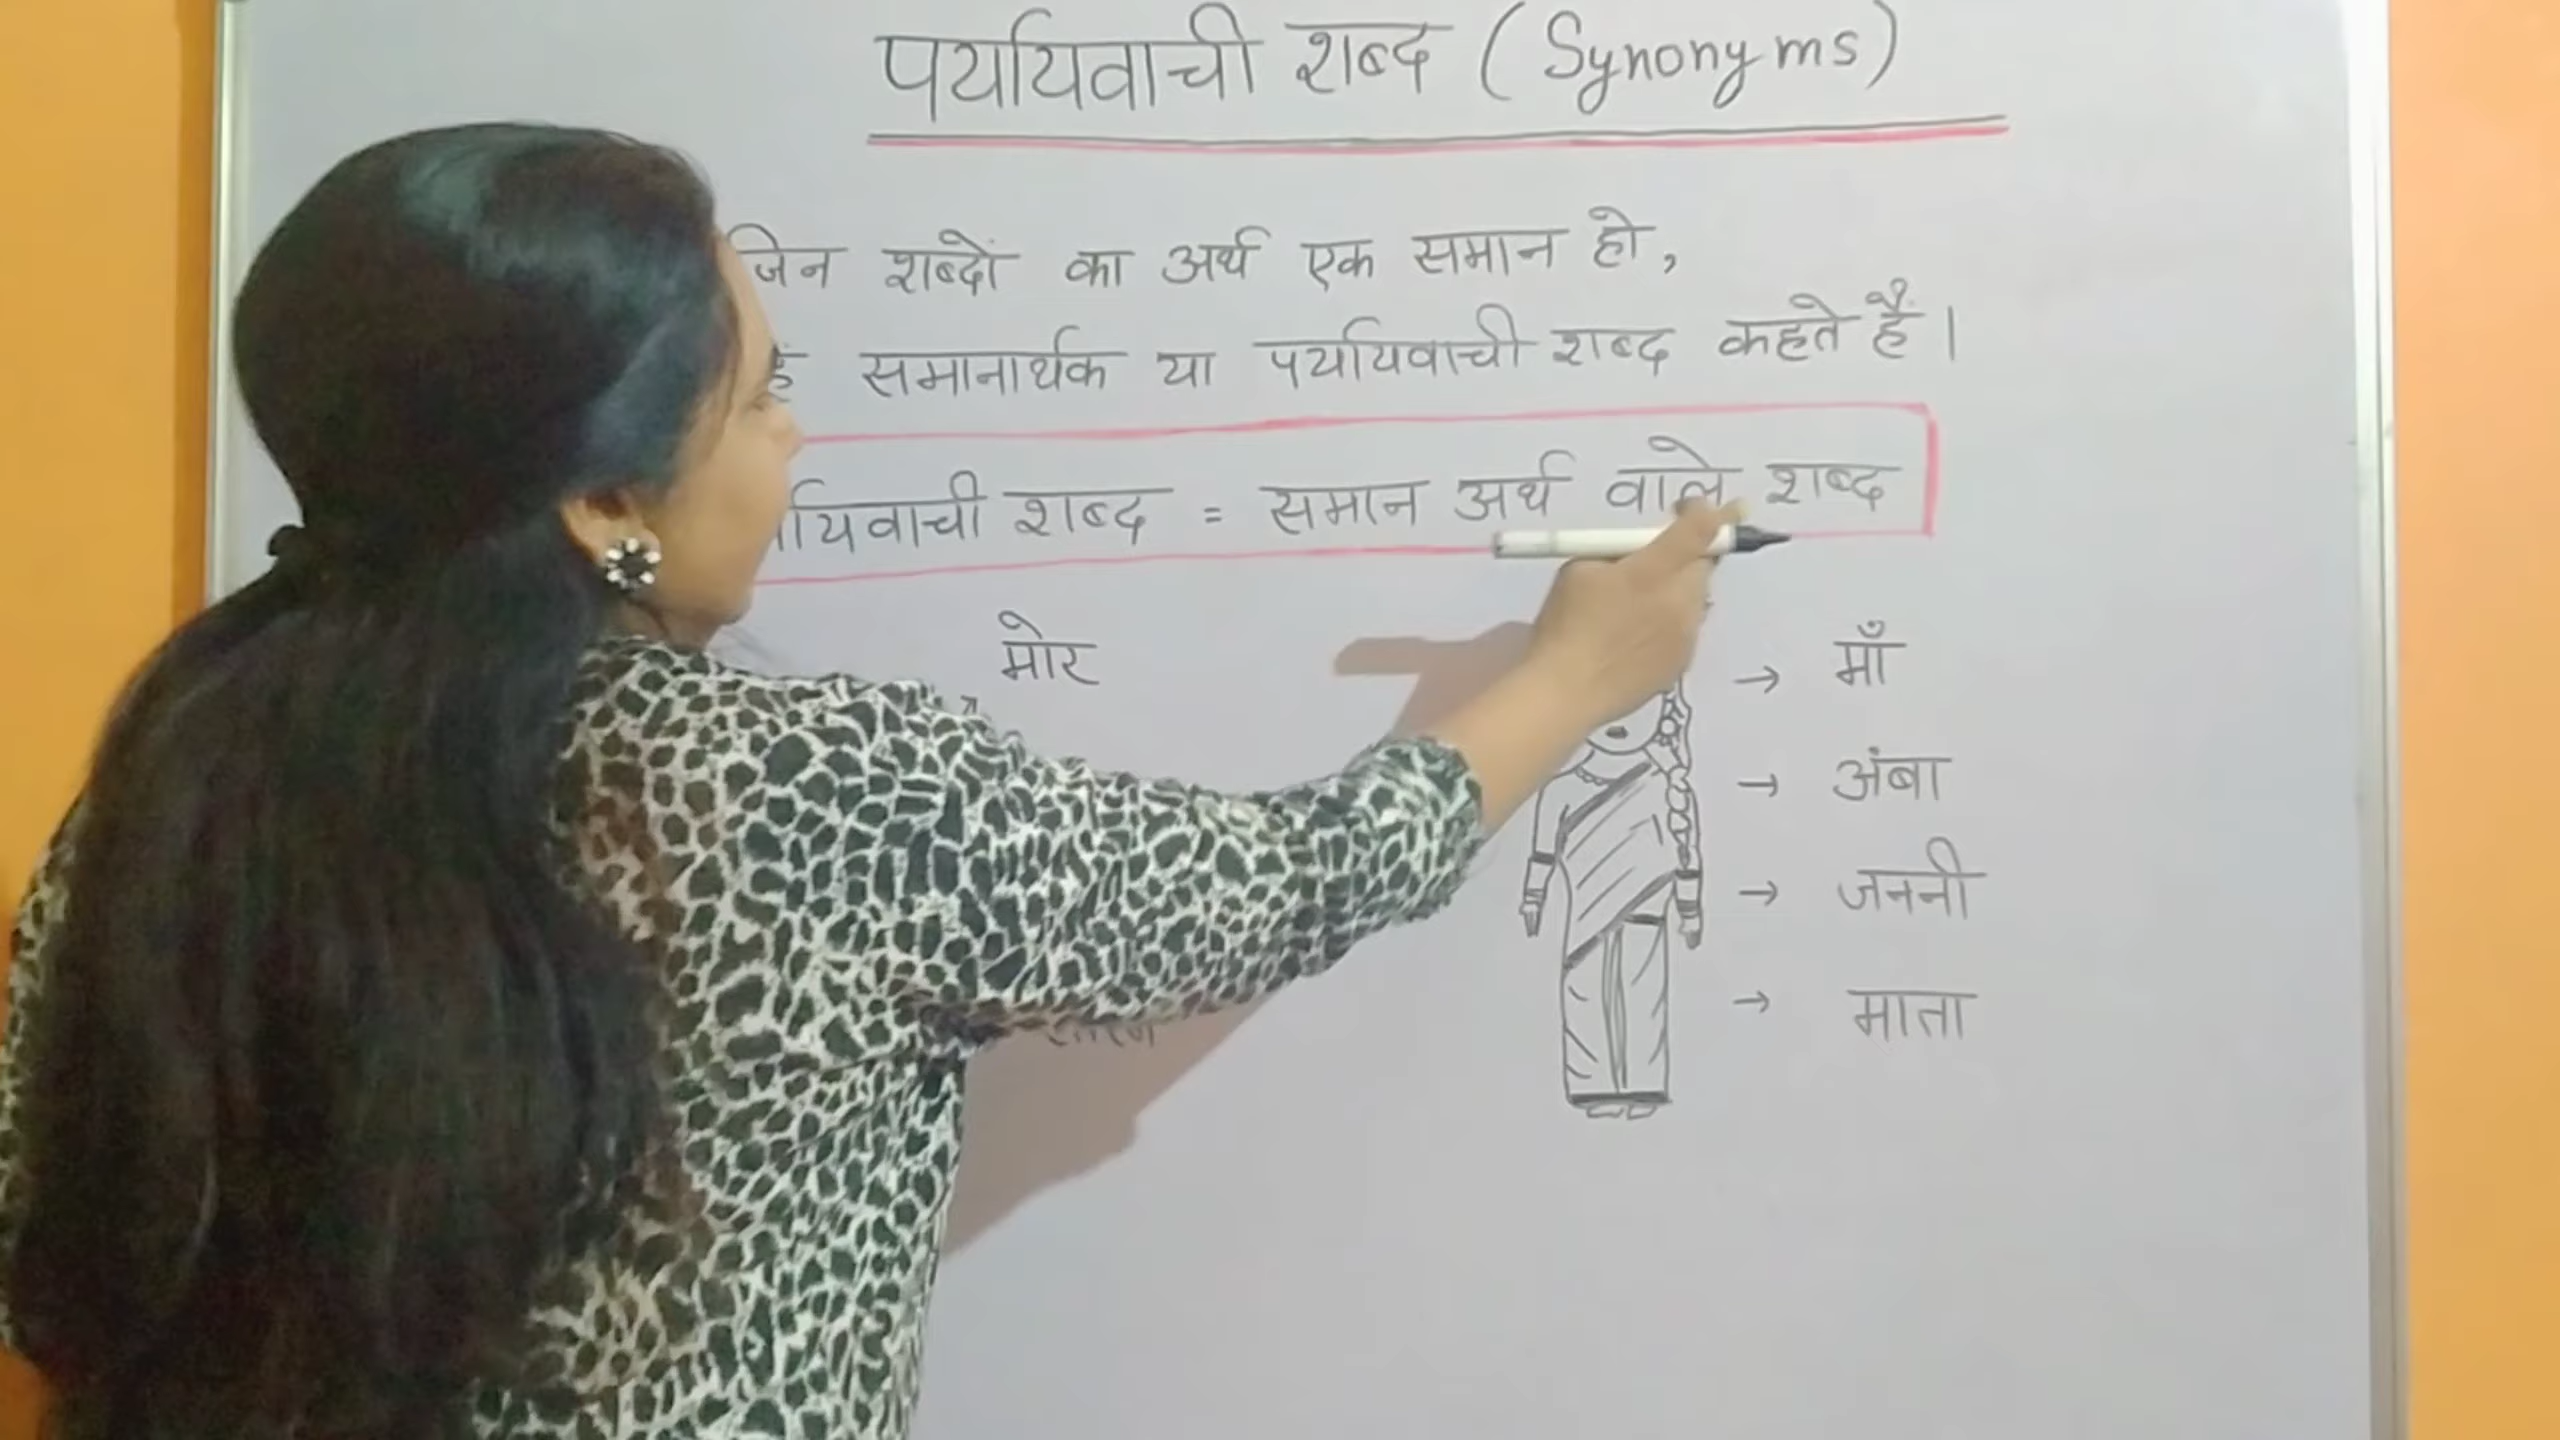 पर्यायवाची शब्द (Synonyms)
जिन शब्दों का अर्थ एक समान हो,
समानार्थक या पर्यायवाची शब्द कहते हैं।
र्यायवाची शब्द = समान अर्थ वाले शब्द
मोर
→ माँ
→ अंबा
→ जननी
→ माता